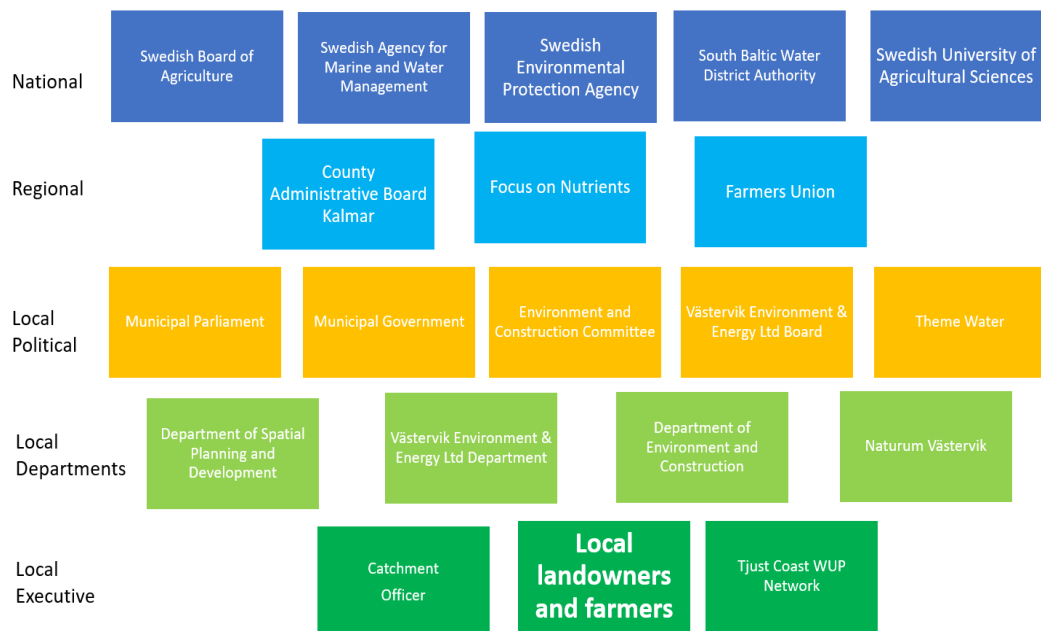 National
Swedish Board of
Agriculture
Swedish Agency for
Marine and Water
Management
Swedish
Environmental
Protection Agency
South Baltic Water
District Authority
Swedish University of
Agricultural Sciences
Regional
County
Administrative Board
Kalmar
Focus on Nutrients
Farmers Union
Local
Political
Municipal Parliament
Municipal Government
Environment and
Construction Committee
Västervik Environment &
Energy Ltd Board
Theme Water
Local
Departments
Department of Spatial
Planning and
Development
Västervik Environment &
Energy Ltd Department
Department of
Environment and
Construction
Naturum Västervik
Local
Executive
Catchment
Officer
Local
landowners
and farmers
Tjust Coast WUP
Network